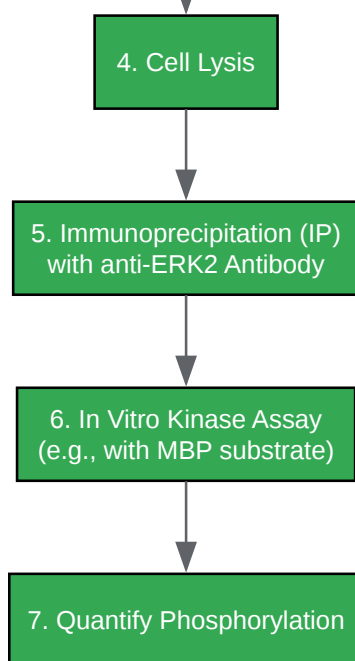 4. Cell Lysis
5. Immunoprecipitation (IP)
with anti-ERK2 Antibody
6. In Vitro Kinase Assay
(e.g., with MBP substrate)
7. Quantify Phosphorylation